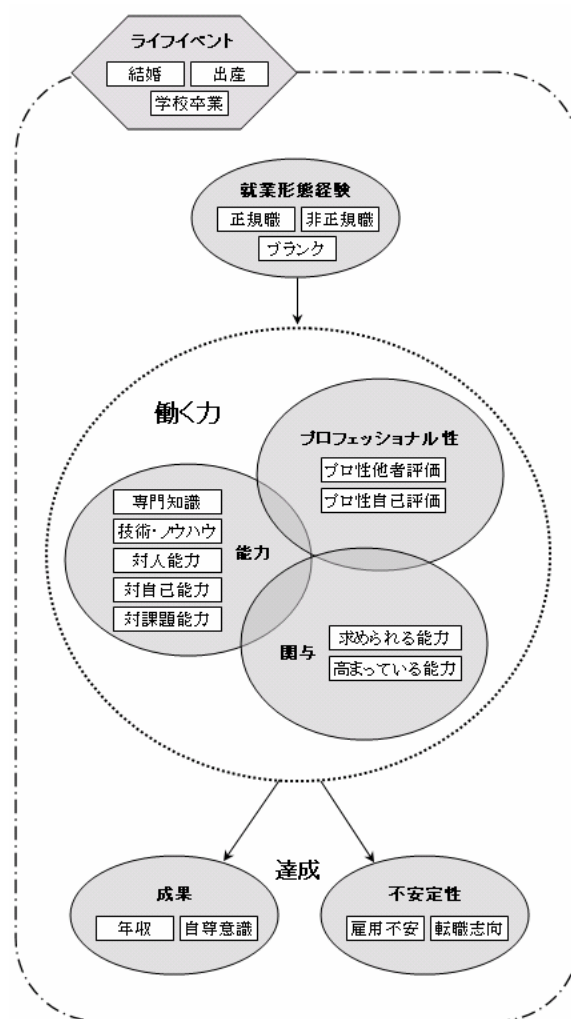 ライフイベント
結婚 出産
学校卒業
就業形態経験
正規職 非正規職
ブランク
働く力
プロフェッショナル性
プロ性他者評価
プロ性自己評価
専門知識
技術・ノウハウ
対人能力
対自己能力
対課題能力
能力
関与
求められる能力
高まっている能力
達成
成果
年収 自尊意識
不安定性
雇用不安 転職志向